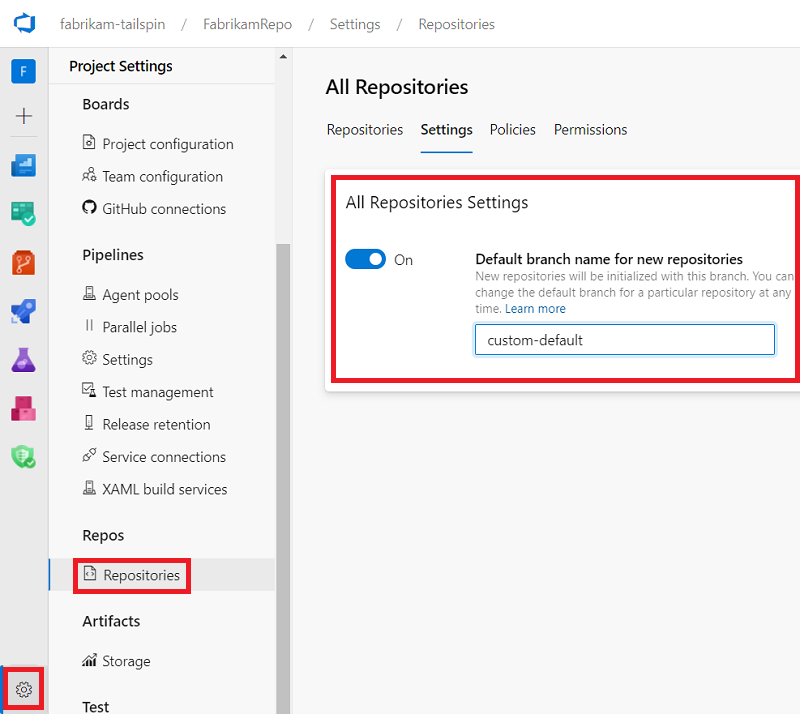 fabrikam-tailspin / FabrikamRepo / Settings / Repositories
F
Project Settings
Boards
Project configuration
Team configuration
GitHub connections
Pipelines
Agent pools
Parallel jobs
Settings
Test management
Release retention
Service connections
XAML build services
Repos
Repositories
Artifacts
Storage
Test
All Repositories
Repositories Settings Policies Permissions
All Repositories Settings
On
Default branch name for new repositories
New repositories will be initialized with this branch. You can
change the default branch for a particular repository at any
time. Learn more
custom-default